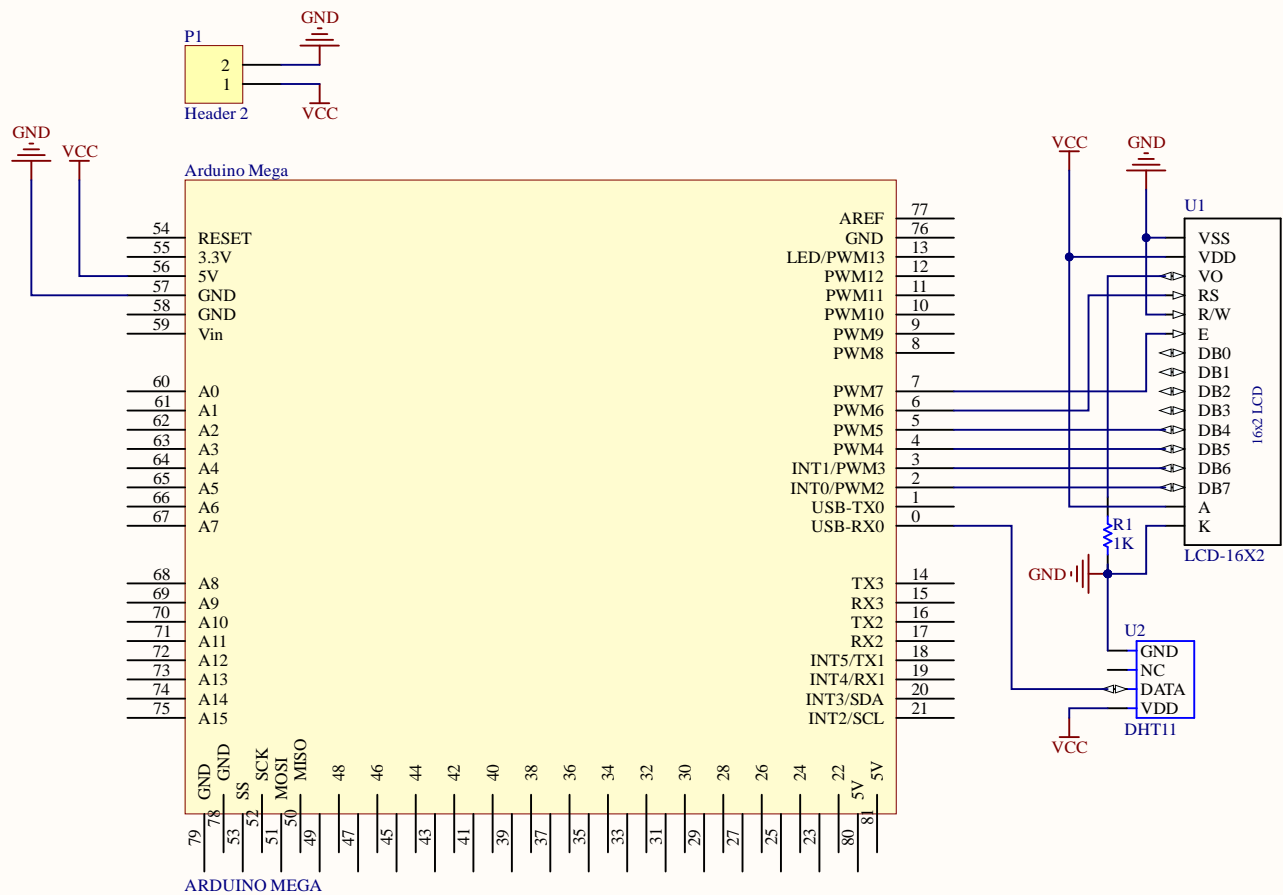 GND
P1
2
1
Header 2
VCC
GND
VCC
Arduino Mega
54 RESET
55 3.3V
56 5V
57 GND
58 GND
59 Vin
60 A0
61 A1
62 A2
63 A3
64 A4
65 A5
66 A6
67 A7
68 A8
69 A9
70 A10
71 A11
72 A12
73 A13
74 A14
75 A15
AREF 77
GND 76
LED/PWM13 13
PWM12 12
PWM11 11
PWM10 10
PWM9 9
PWM8 8
PWM7 7
PWM6 6
PWM5 5
PWM4 4
INT1/PWM3 3
INT0/PWM2 2
USB-TX0 1
USB-RX0 0
TX3 14
RX3 15
TX2 16
RX2 17
INT5/TX1 18
INT4/RX1 19
INT3/SDA 20
INT2/SCL 21
GND GND SS SCK MOSI MISO 48 46 44 42 40 38 36 34 32 30 28 26 24 22 5V 5V
79 78 53 52 51 50 49 47 45 43 41 39 37 35 33 31 29 27 25 23 80 81
ARDUINO MEGA
VCC
GND
U1
VSS
VDD
VO
RS
R/W
E
DB0
DB1
DB2
DB3
DB4
DB5
DB6
DB7
A
K
16x2 LCD
LCD-16X2
R1
1K
GND
U2
GND
NC
DATA
VDD
DHT11
VCC